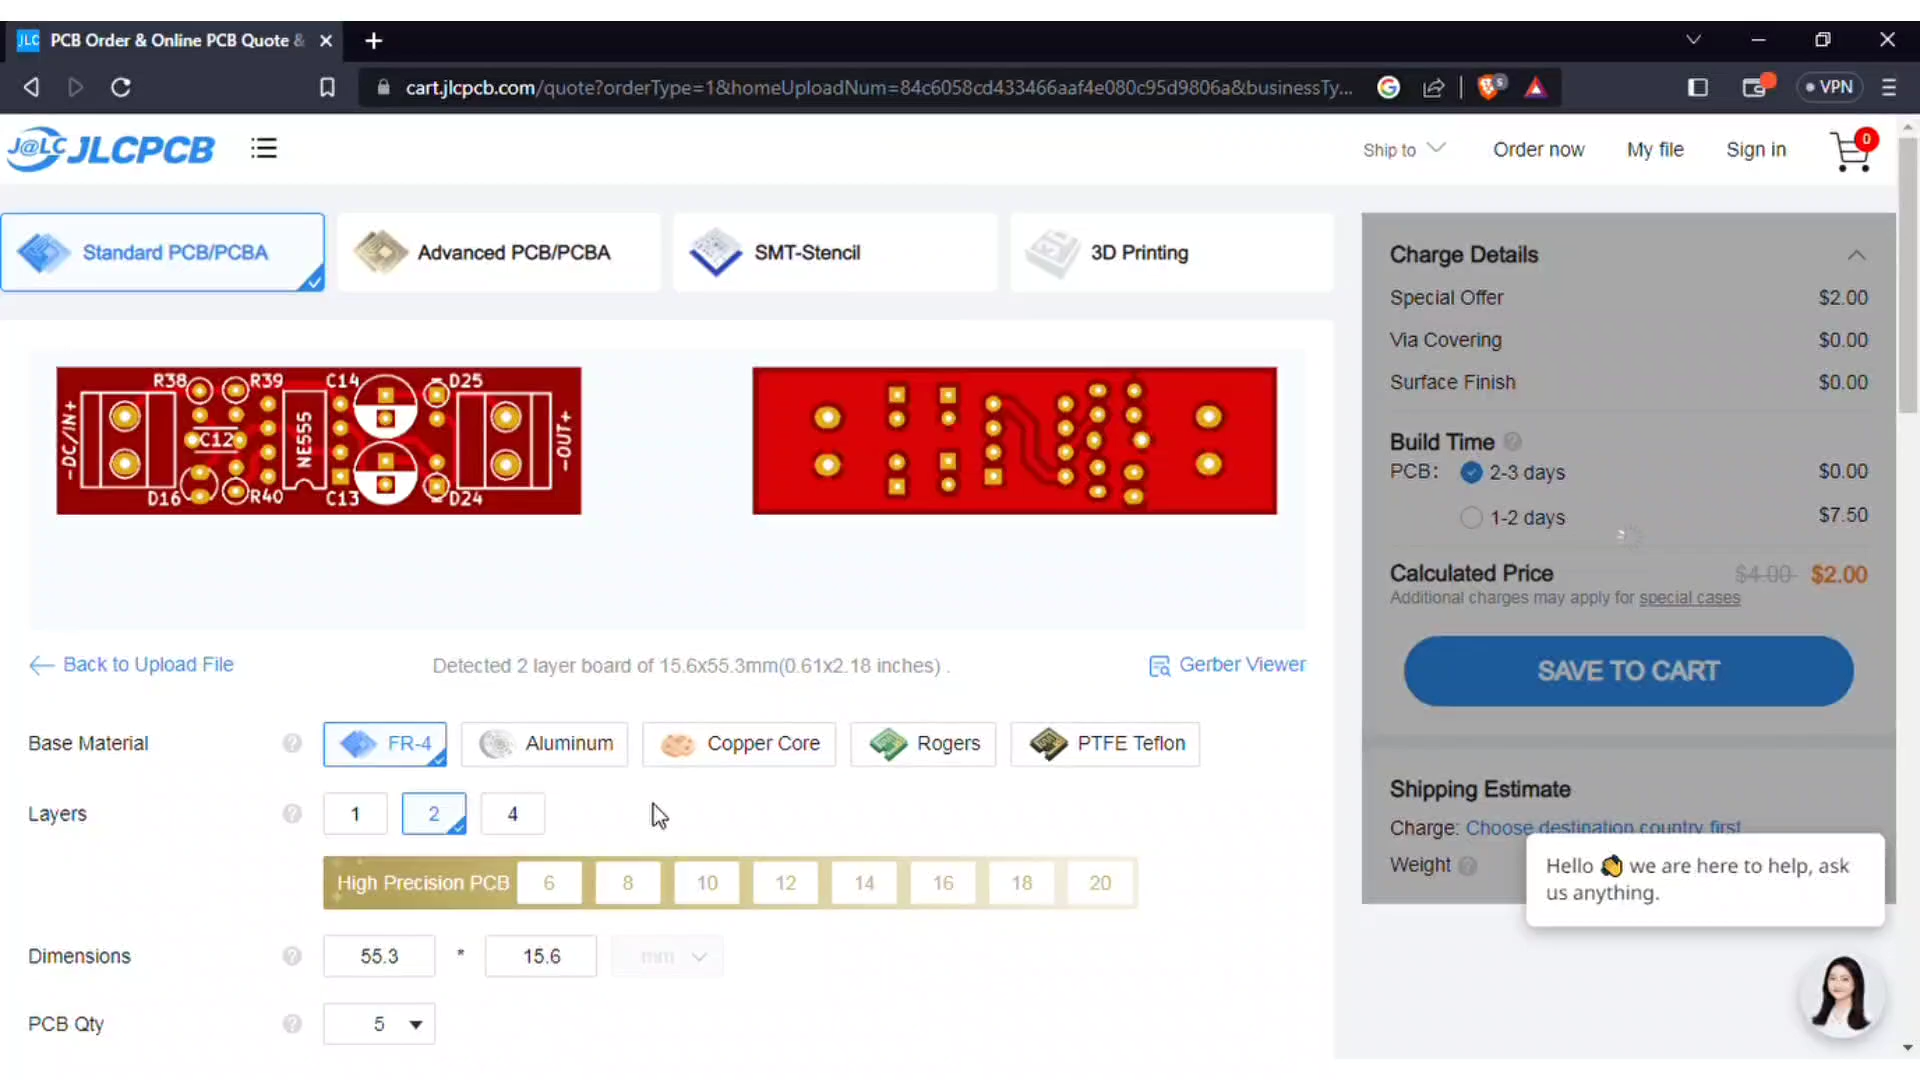 JLC PCB Order & Online PCB Quote &
cart.jlcpcb.com/quote?orderType=1&homeUploadNum=84c6058cd433466aaf4e080c95d9806a&businessTy...
5
VPN
J@LC JLCPCB
Ship to
Order now
My file
Sign in
0
Standard PCB/PCBA
Advanced PCB/PCBA
SMT-Stencil
3D Printing
R38 R39 C14 D25
-DC/IN+
C12
NE555
-OUT+
D16 R40 C13 D24
Back to Upload File
Detected 2 layer board of 15.6x55.3mm(0.61x2.18 inches) .
Gerber Viewer
Base Material ? FR-4 Aluminum Copper Core Rogers PTFE Teflon
Layers ? 1 2 4
High Precision PCB 6 8 10 12 14 16 18 20
Dimensions ? 55.3 * 15.6 mm
PCB Qty ? 5
Charge Details
Special Offer $2.00
Via Covering $0.00
Surface Finish $0.00
Build Time ?
PCB: 2-3 days $0.00
1-2 days $7.50
Calculated Price $4.00 $2.00
Additional charges may apply for special cases
SAVE TO CART
Shipping Estimate
Charge: Choose destination country first
Weight ?
Hello 👏 we are here to help, ask
us anything.